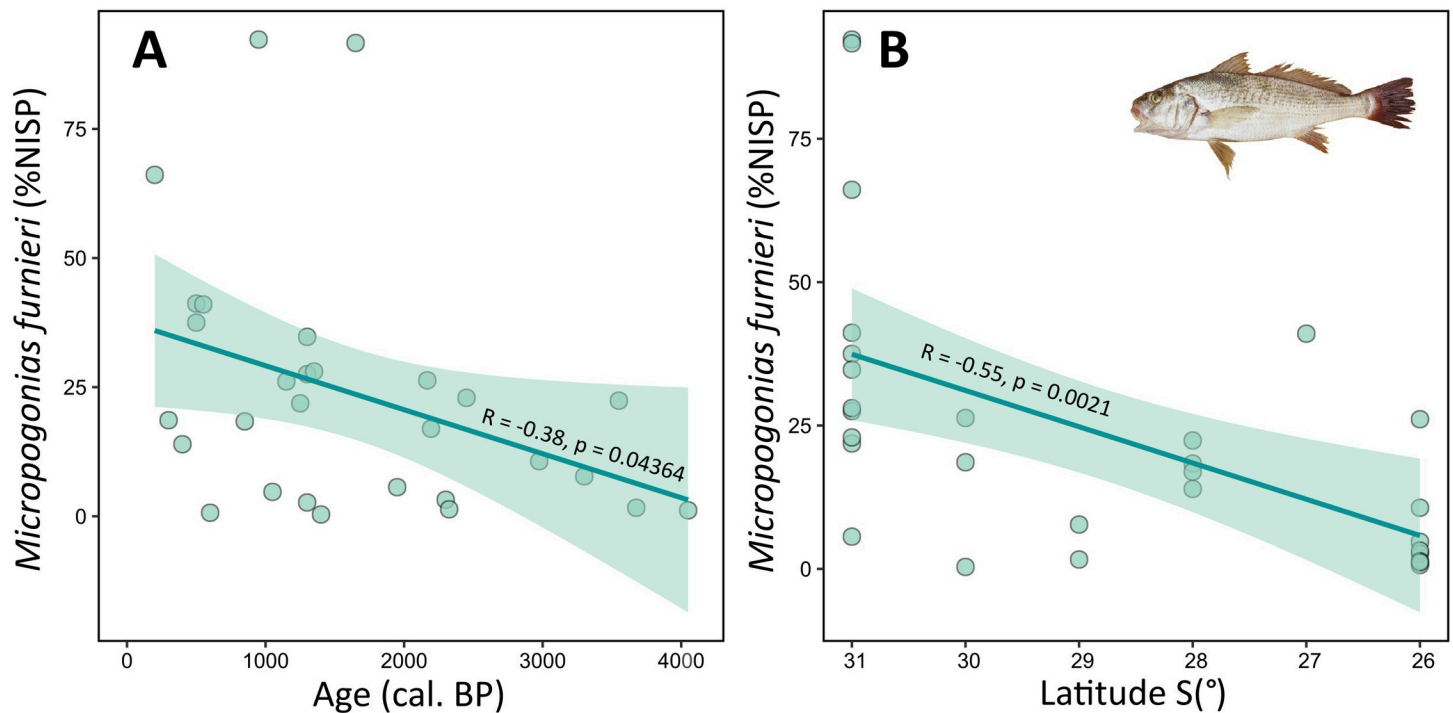 A
Micropogonias furnieri (%NISP)
75
50
25
0
R = -0.38, p = 0.04364
0 1000 2000 3000 4000
Age (cal. BP)
B
Micropogonias furnieri (%NISP)
75
50
25
0
R = -0.55, p = 0.0021
31 30 29 28 27 26
Latitude S(°)